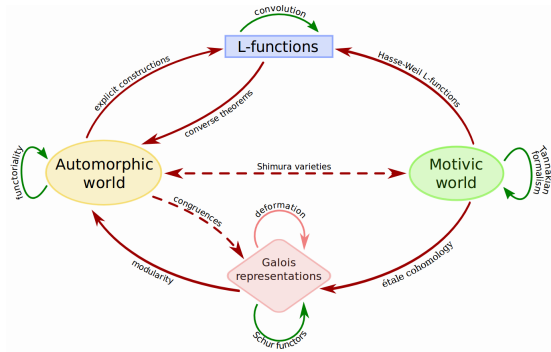 convolution
L-functions
explicit constructions
Hasse-Weil L-functions
converse theorems
functoriality
Automorphic
world
Shimura varieties
Motivic
world
Tannakian
formalism
congruences
deformation
Galois
representations
modularity
étale cohomology
Schur functors